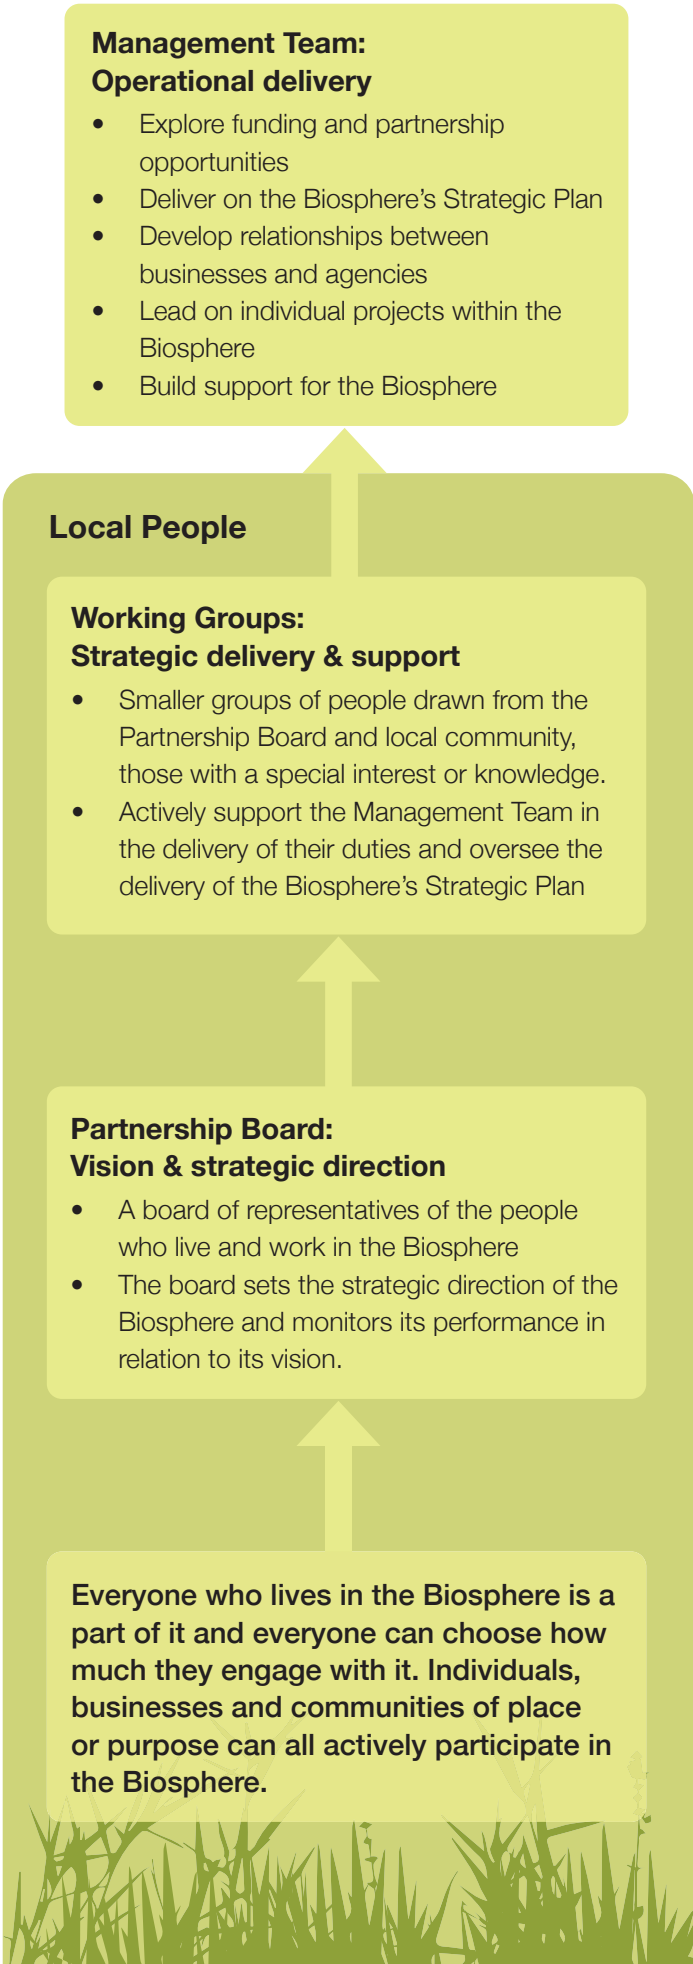 Management Team:
Operational delivery
• Explore funding and partnership
opportunities
• Deliver on the Biosphere’s Strategic Plan
• Develop relationships between
businesses and agencies
• Lead on individual projects within the
Biosphere
• Build support for the Biosphere
Local People
Working Groups:
Strategic delivery & support
• Smaller groups of people drawn from the
Partnership Board and local community,
those with a special interest or knowledge.
• Actively support the Management Team in
the delivery of their duties and oversee the
delivery of the Biosphere’s Strategic Plan
Partnership Board:
Vision & strategic direction
• A board of representatives of the people
who live and work in the Biosphere
• The board sets the strategic direction of the
Biosphere and monitors its performance in
relation to its vision.
Everyone who lives in the Biosphere is a
part of it and everyone can choose how
much they engage with it. Individuals,
businesses and communities of place
or purpose can all actively participate in
the Biosphere.